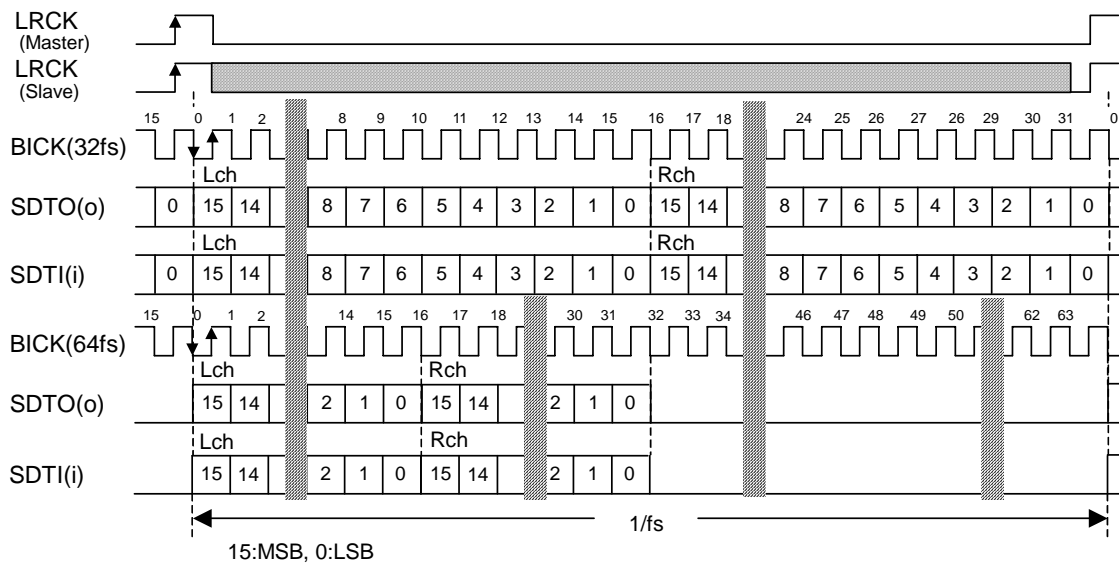 LRCK
(Master)
LRCK
(Slave)
15 0 1 2 8 9 10 11 12 13 14 15 16 17 18 24 25 26 27 26 29 30 31 0
BICK(32fs)
Lch Rch
SDTO(o) 0 15 14 8 7 6 5 4 3 2 1 0 15 14 8 7 6 5 4 3 2 1 0
Lch Rch
SDTI(i) 0 15 14 8 7 6 5 4 3 2 1 0 15 14 8 7 6 5 4 3 2 1 0
15 0 1 2 14 15 16 17 18 30 31 32 33 34 46 47 48 49 50 62 63
BICK(64fs)
Lch Rch
SDTO(o) 15 14 2 1 0 15 14 2 1 0
Lch Rch
SDTI(i) 15 14 2 1 0 15 14 2 1 0
1/fs
15:MSB, 0:LSB